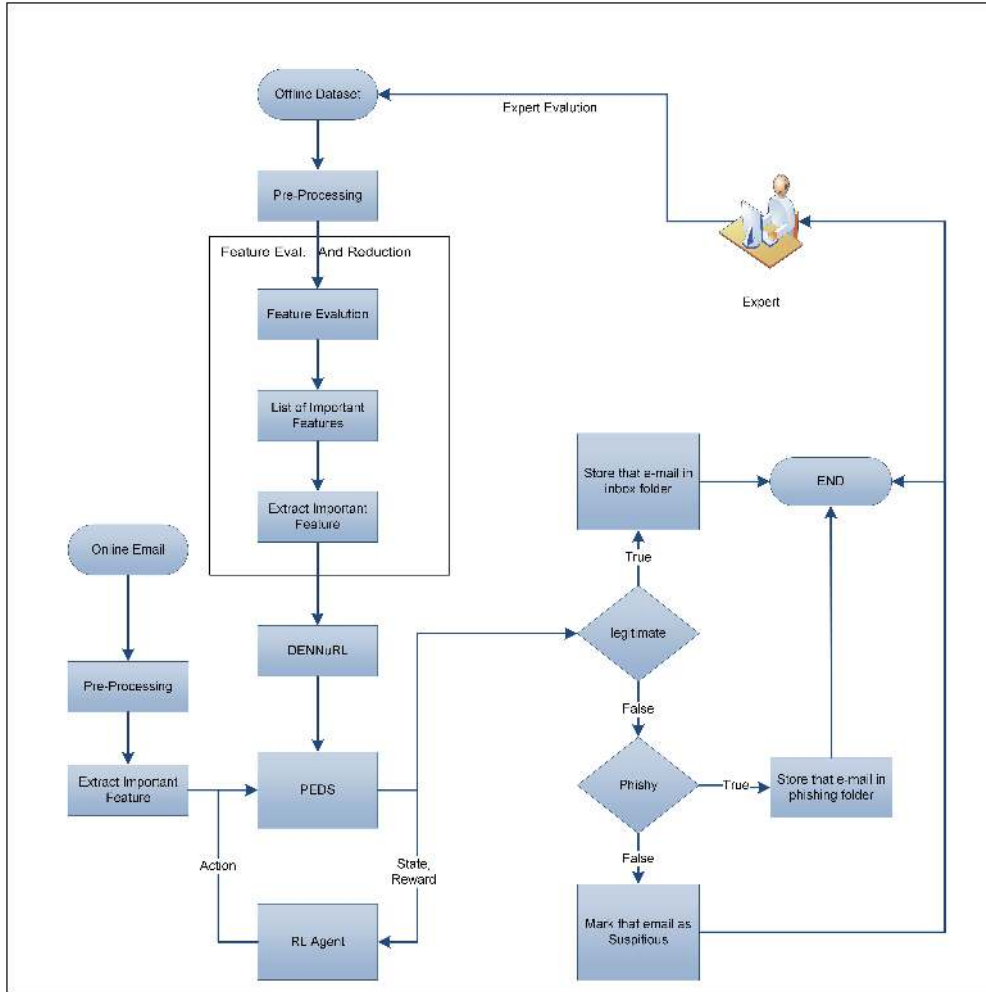 Offline Dataset
Expert Evalution
Pre-Processing
Feature Eval. And Reduction
Expert
Feature Evalution
List of Important
Features
Store that e-mail in
inbox folder
END
Extract Important
Feature
Online Email
True
legitimate
DENNuRL
Pre-Processing
False
Extract Important
Feature
PEDS
Phishy
True
Store that e-mail in
phishing folder
Action
State,
Reward
False
RL Agent
Mark that email as
Suspitious